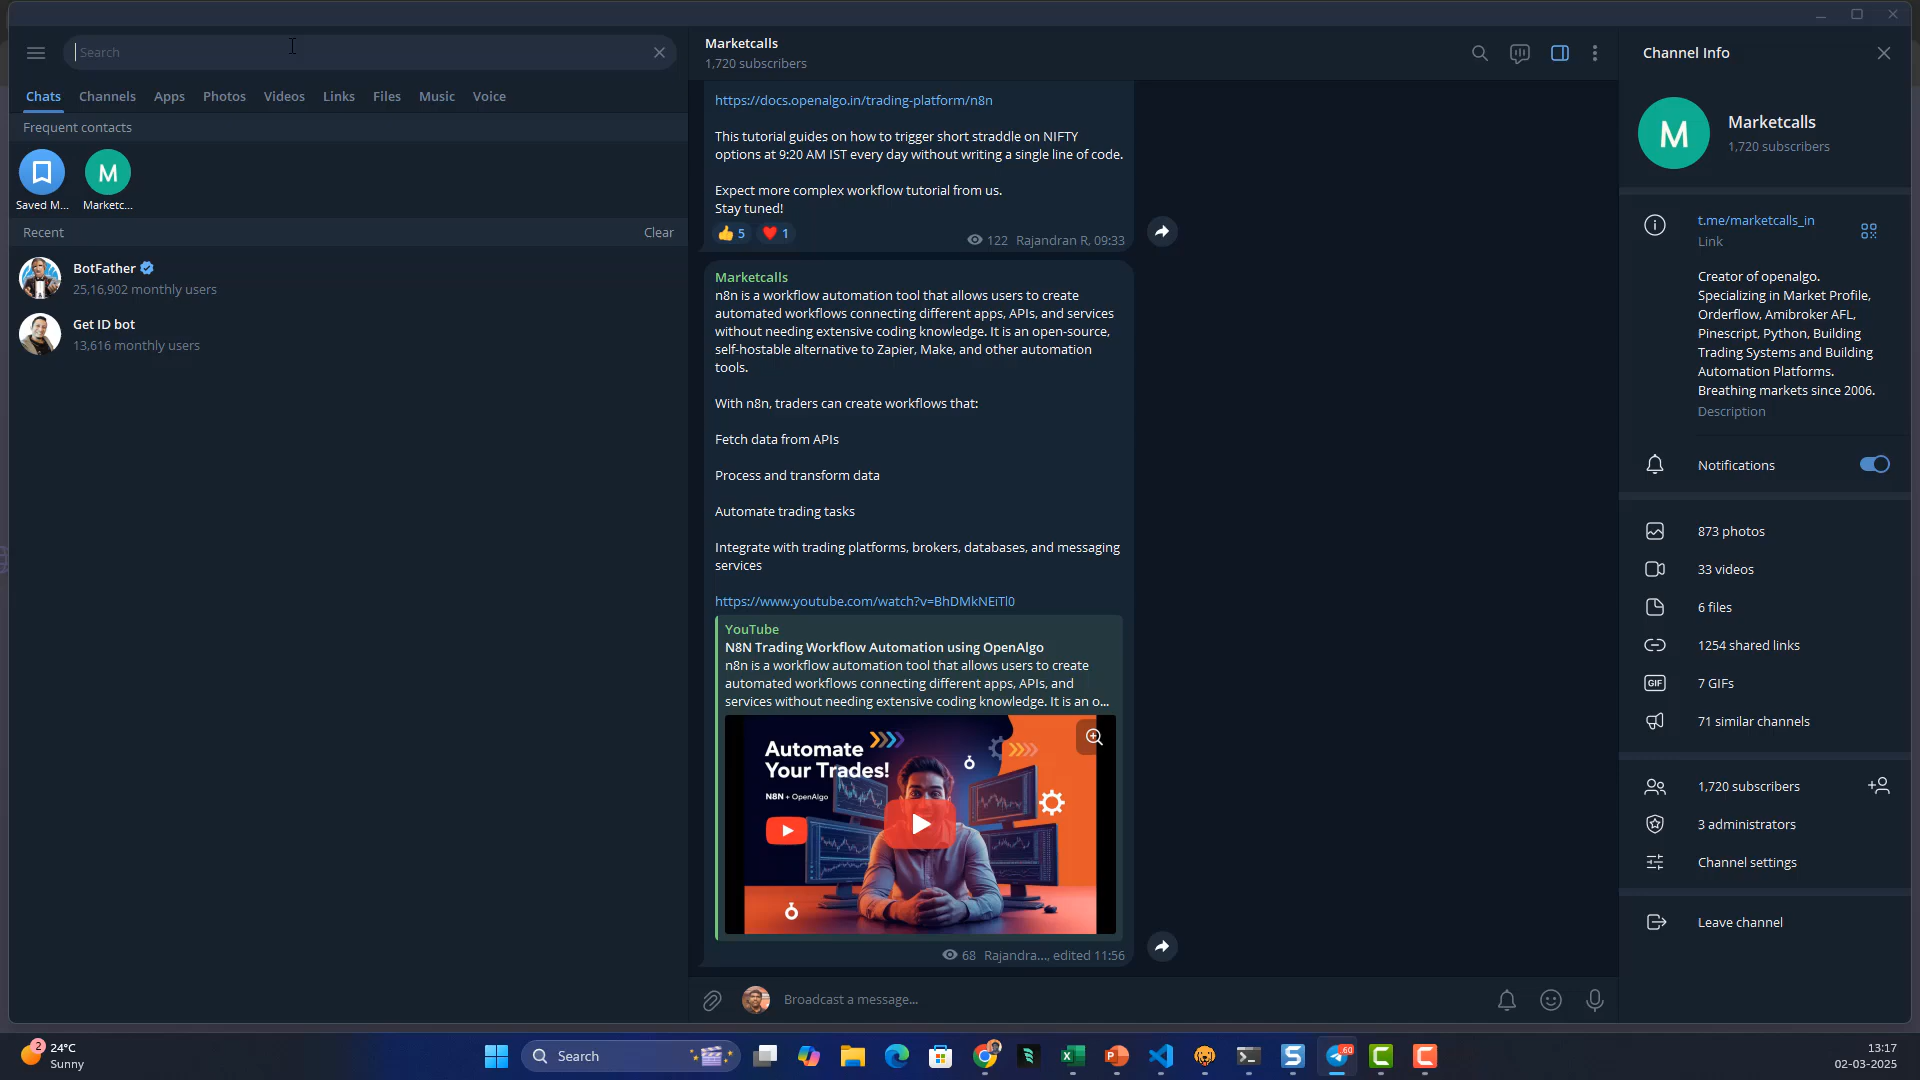 Search
Chats
Channels
Apps
Photos
Videos
Links
Files
Music
Voice
Frequent contacts
Saved M...
M
Marketc...
Recent
Clear
BotFather
25,16,902 monthly users
Get ID bot
13,616 monthly users
Marketcalls
1,720 subscribers
https://docs.openalgo.in/trading-platform/n8n
This tutorial guides on how to trigger short straddle on NIFTY
options at 9:20 AM IST every day without writing a single line of code.
Expect more complex workflow tutorial from us.
Stay tuned!
👍 5 ❤️ 1
122 Rajandran R, 09:33
Marketcalls
n8n is a workflow automation tool that allows users to create
automated workflows connecting different apps, APIs, and services
without needing extensive coding knowledge. It is an open-source,
self-hostable alternative to Zapier, Make, and other automation
tools.
With n8n, traders can create workflows that:
Fetch data from APIs
Process and transform data
Automate trading tasks
Integrate with trading platforms, brokers, databases, and messaging
services
https://www.youtube.com/watch?v=BhDMkNEiTl0
YouTube
N8N Trading Workflow Automation using OpenAlgo
n8n is a workflow automation tool that allows users to create
automated workflows connecting different apps, APIs, and
services without needing extensive coding knowledge. It is an o...
Automate
Your Trades!
N8N + OpenAlgo
68 Rajandra..., edited 11:56
Broadcast a message...
Channel Info
M
Marketcalls
1,720 subscribers
t.me/marketcalls_in
Link
Creator of openalgo.
Specializing in Market Profile,
Orderflow, Amibroker AFL,
Pinescript, Python, Building
Trading Systems and Building
Automation Platforms.
Breathing markets since 2006.
Description
Notifications
873 photos
33 videos
6 files
1254 shared links
GIF
7 GIFs
71 similar channels
1,720 subscribers
3 administrators
Channel settings
Leave channel
2
24°C
Sunny
Search
60
13:17
02-03-2025